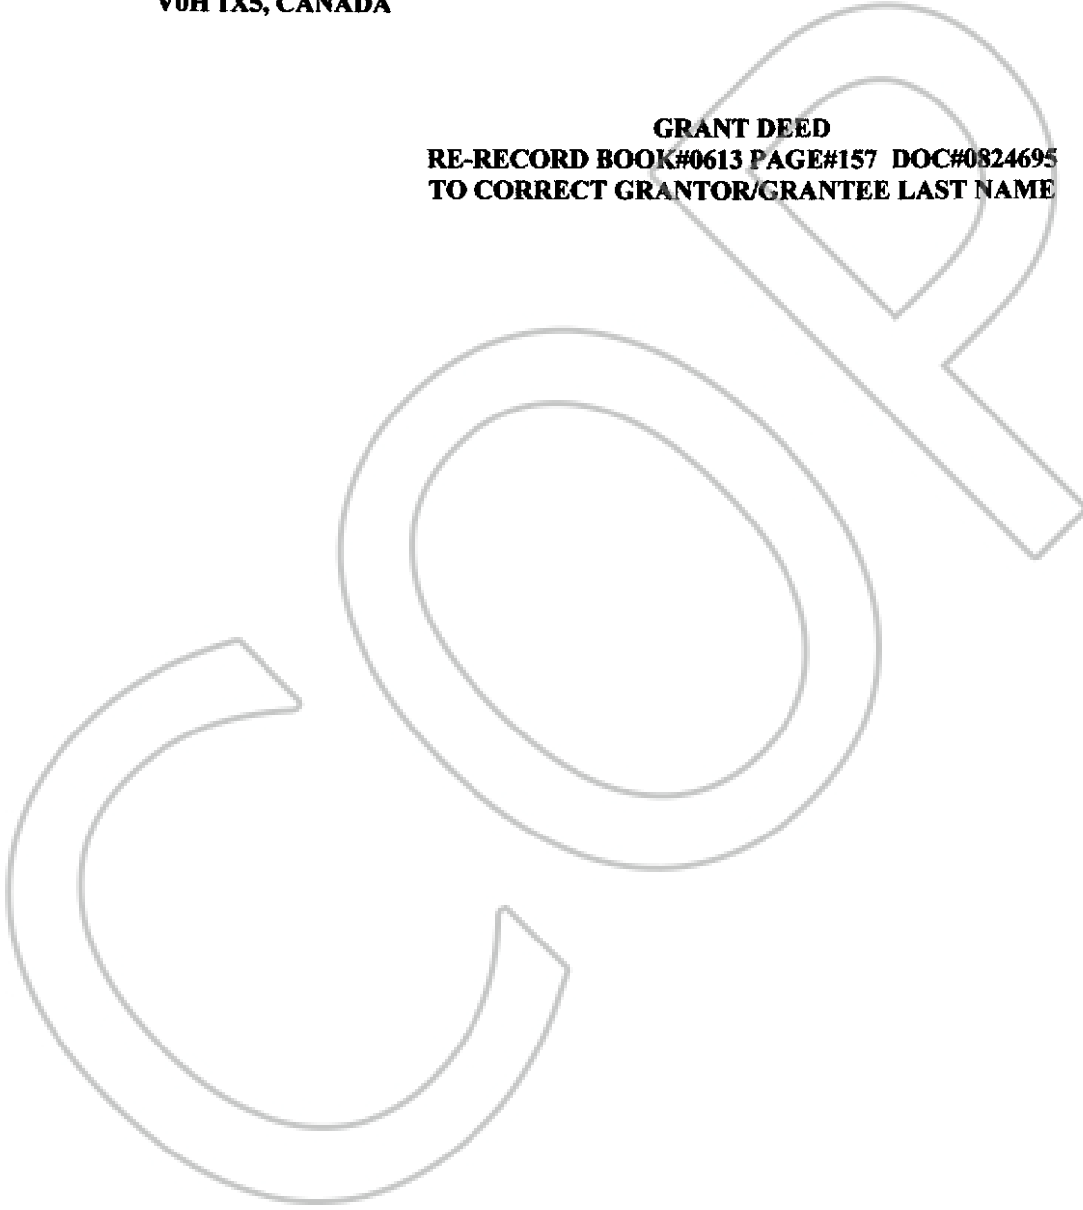 V0H 1X5, CANADA
GRANT DEED
RE-RECORD BOOK#0613 PAGE#157 DOC#0824695
TO CORRECT GRANTOR/GRANTEE LAST NAME
COP